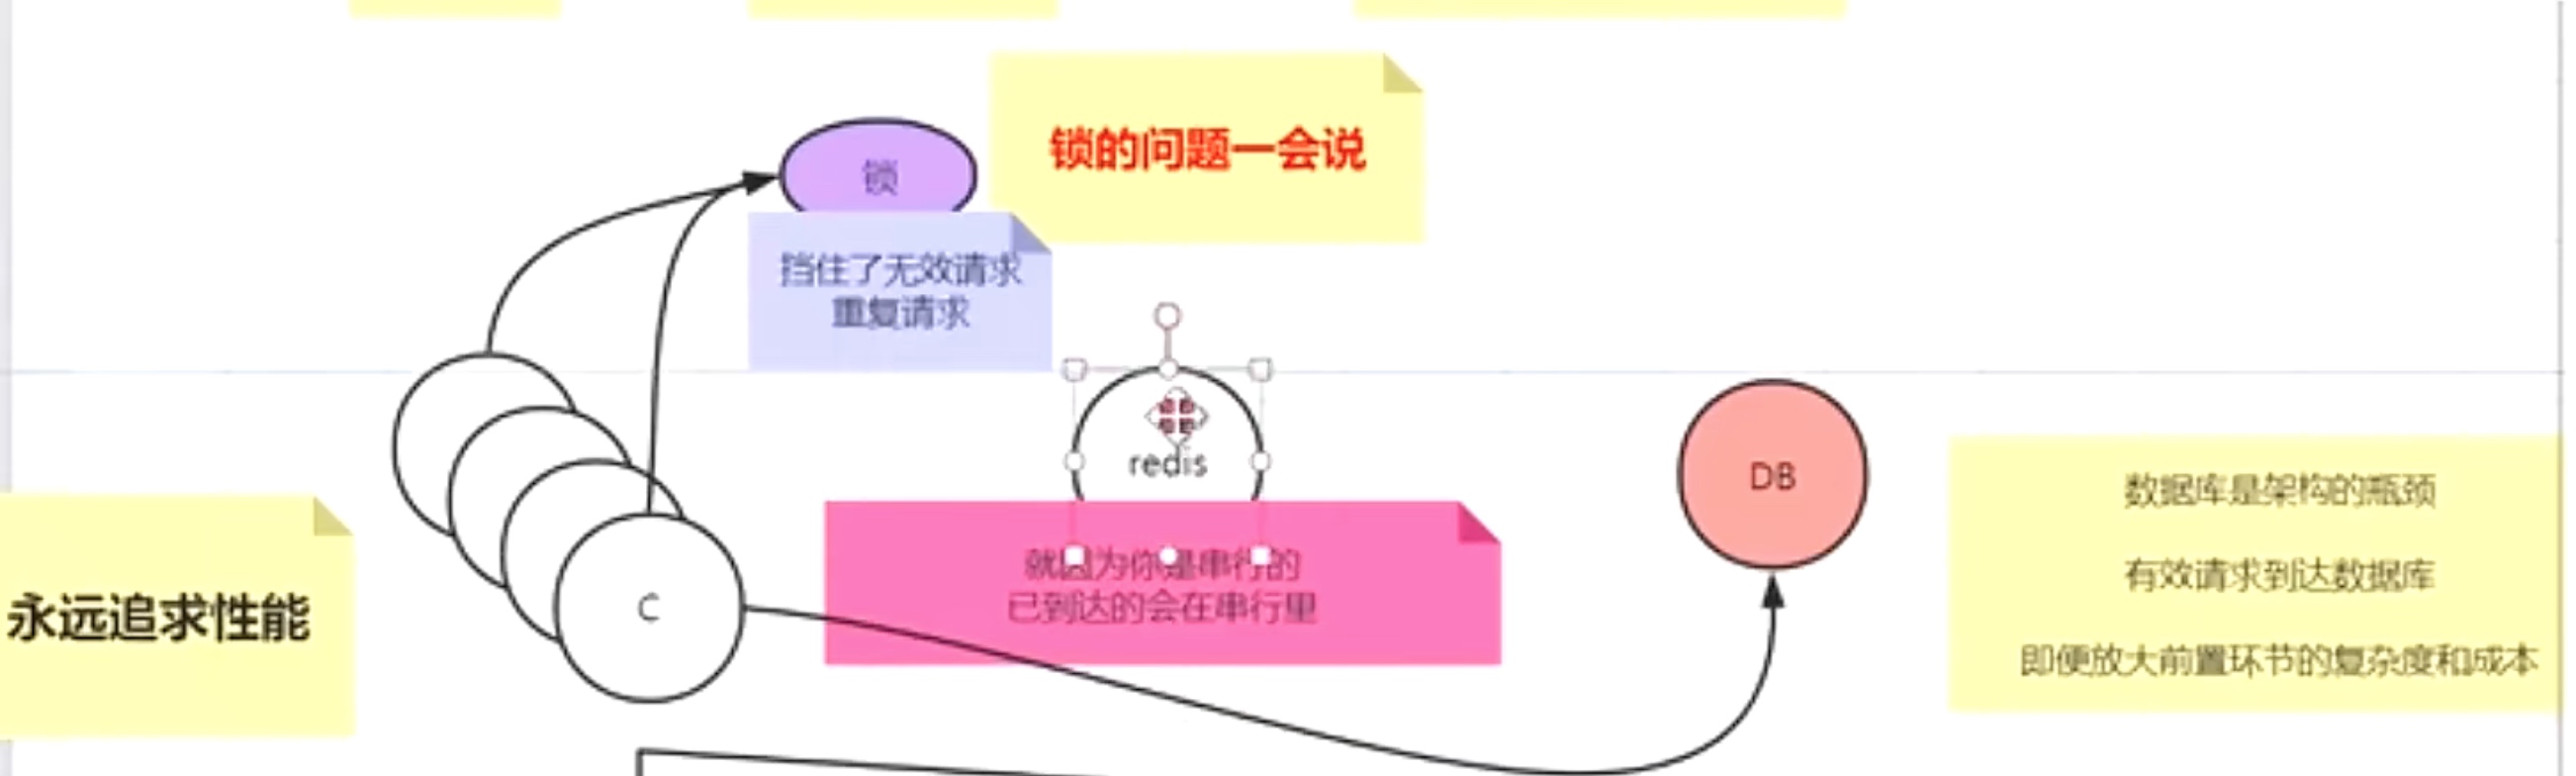 锁的问题一会说
锁
挡住了无效请求
重复请求
redis
DB
数据库是架构的瓶颈
有效请求到达数据库
即便放大前置环节的复杂度和成本
就因为你是串行的
已到达的会在串行里
C
永远追求性能